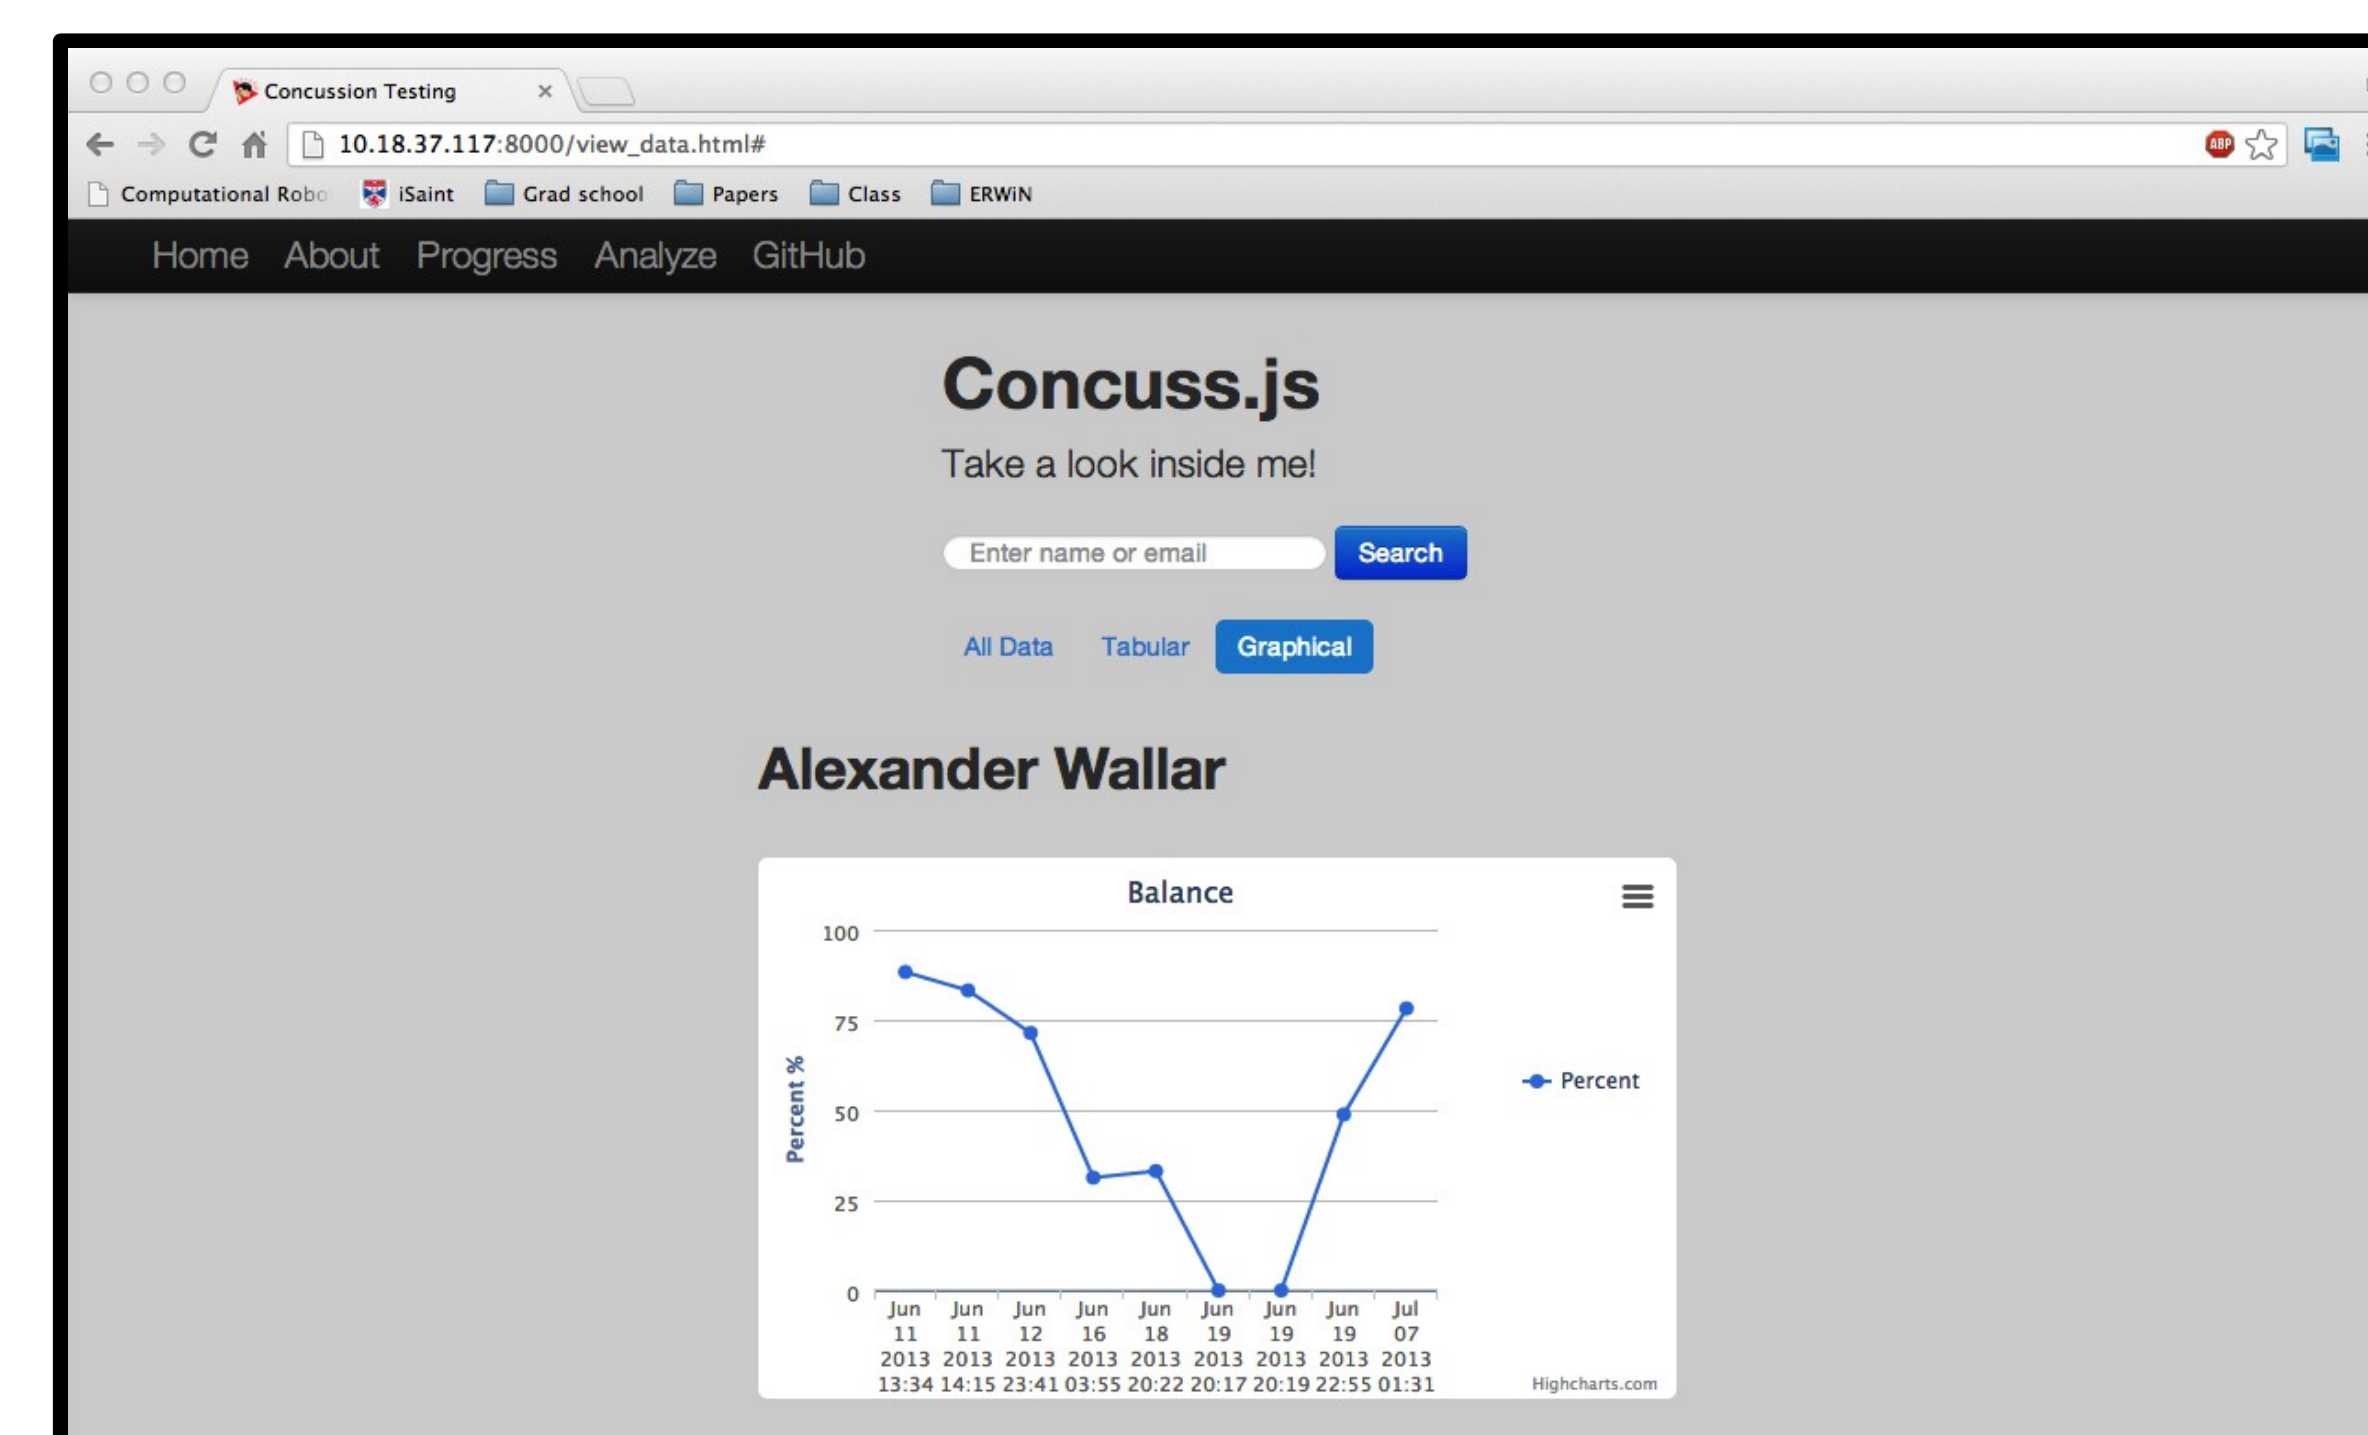 Concussion Testing
10.18.37.117:8000/view_data.html#
ABP
Computational Robo iSaint Grad school Papers Class ERWiN
Home About Progress Analyze GitHub
Concuss.js
Take a look inside me!
Enter name or email Search
All Data Tabular Graphical
Alexander Wallar
Balance
100
75
50
25
0
Percent %
Percent
Jun Jun Jun Jun Jun Jun Jun Jun Jul
11 11 12 16 18 19 19 19 07
2013 2013 2013 2013 2013 2013 2013 2013 2013
13:34 14:15 23:41 03:55 20:22 20:17 20:19 22:55 01:31
Highcharts.com